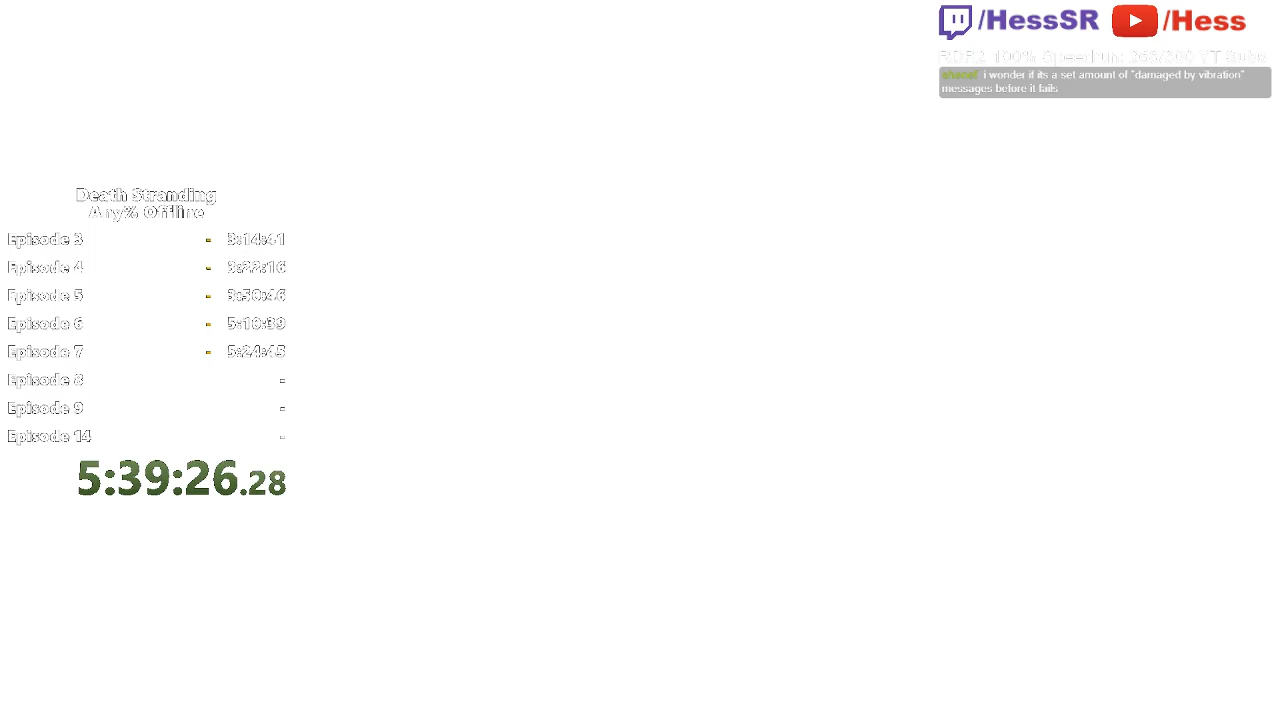 /HessSR /Hess
RDR2 100% Speedrun: 263/300 YT Subs
i wonder if its a set amount of "damaged by vibration"
messages before it fails
Death Stranding
Any% Offline
Episode 3 - 3:14:41
Episode 4 - 3:22:16
Episode 5 - 3:50:46
Episode 6 - 5:10:39
Episode 7 - 5:24:45
Episode 8 -
Episode 9 -
Episode 14 -
5:39:26.28